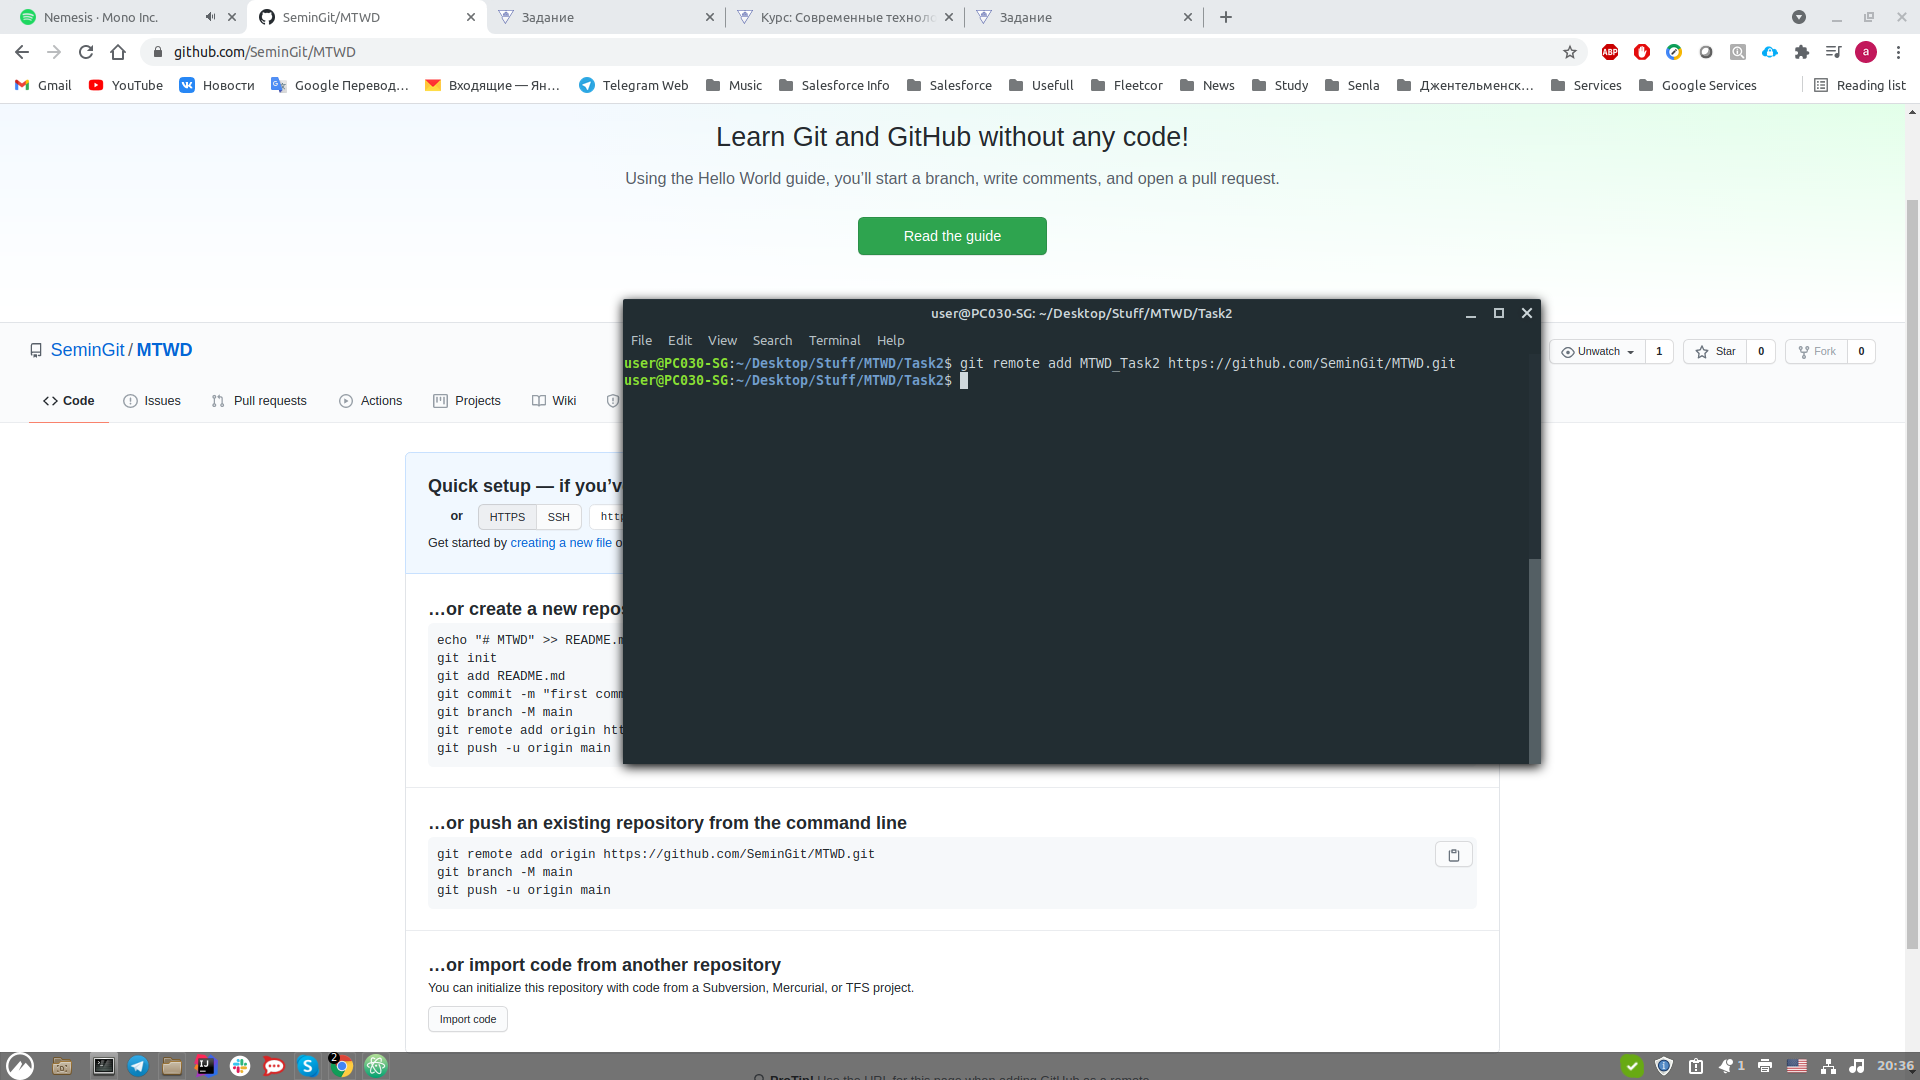 Nemesis · Mono Inc.
SeminGit/MTWD
Задание
Курс: Современные техноло
Задание
github.com/SeminGit/MTWD
ABP
a
Gmail
YouTube
Новости
Google Перевод...
Входящие — Ян...
Telegram Web
Music
Salesforce Info
Salesforce
Usefull
Fleetcor
News
Study
Senla
Джентельменск...
Services
Google Services
Reading list
Learn Git and GitHub without any code!
Using the Hello World guide, you’ll start a branch, write comments, and open a pull request.
Read the guide
SeminGit / MTWD
Unwatch 1
Star 0
Fork 0
Code
Issues
Pull requests
Actions
Projects
Wiki
user@PC030-SG: ~/Desktop/Stuff/MTWD/Task2
File Edit View Search Terminal Help
user@PC030-SG:~/Desktop/Stuff/MTWD/Task2$ git remote add MTWD_Task2 https://github.com/SeminGit/MTWD.git
user@PC030-SG:~/Desktop/Stuff/MTWD/Task2$
Quick setup — if you’v
or HTTPS SSH http
Get started by creating a new file o
…or create a new repos
echo "# MTWD" >> README.m
git init
git add README.md
git commit -m "first comm
git branch -M main
git remote add origin htt
git push -u origin main
…or push an existing repository from the command line
git remote add origin https://github.com/SeminGit/MTWD.git
git branch -M main
git push -u origin main
…or import code from another repository
You can initialize this repository with code from a Subversion, Mercurial, or TFS project.
Import code
ProTip! Use the URL for this page when adding GitHub as a remote.
IJ
S
2
1
20:36